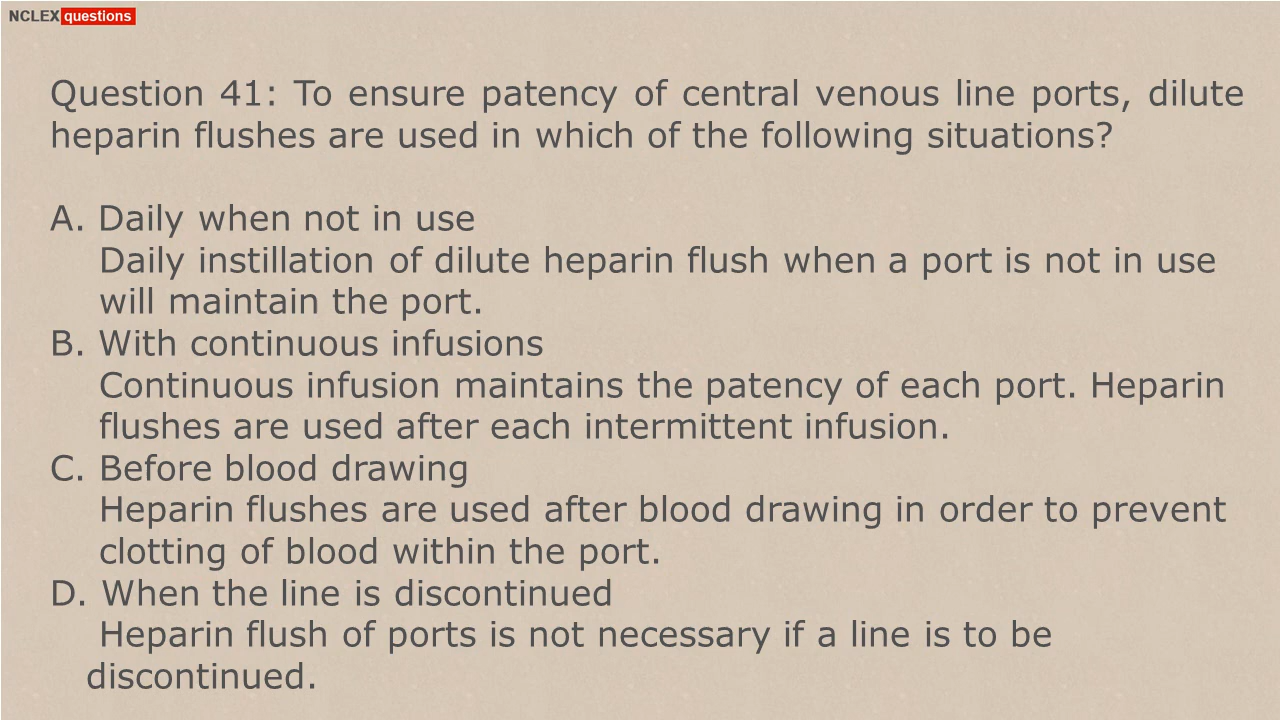 NCLEX questions
Question 41: To ensure patency of central venous line ports, dilute
heparin flushes are used in which of the following situations?
A. Daily when not in use
Daily instillation of dilute heparin flush when a port is not in use
will maintain the port.
B. With continuous infusions
Continuous infusion maintains the patency of each port. Heparin
flushes are used after each intermittent infusion.
C. Before blood drawing
Heparin flushes are used after blood drawing in order to prevent
clotting of blood within the port.
D. When the line is discontinued
Heparin flush of ports is not necessary if a line is to be
discontinued.